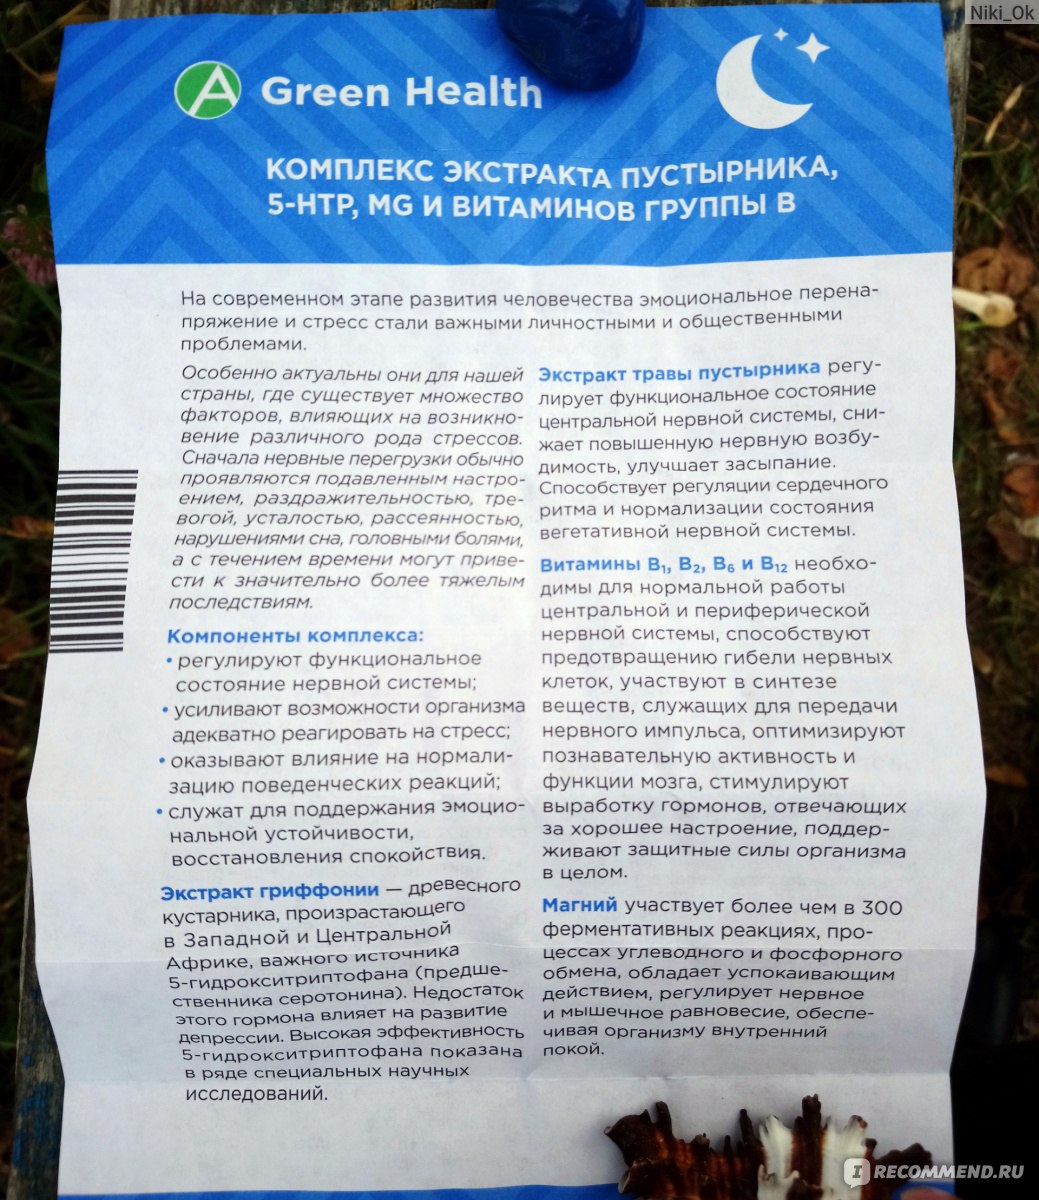 Niki_Ok
A Green Health
КОМПЛЕКС ЭКСТРАКТА ПУСТЫРНИКА,
5-HTP, MG И ВИТАМИНОВ ГРУППЫ В
На современном этапе развития человечества эмоциональное перена-
пряжение и стресс стали важными личностными и общественными
проблемами.
Особенно актуальны они для нашей
страны, где существует множество
факторов, влияющих на возникно-
вение различного рода стрессов.
Сначала нервные перегрузки обычно
проявляются подавленным настро-
ением, раздражительностью, тре-
вогой, усталостью, рассеянностью,
нарушениями сна, головными болями,
а с течением времени могут приве-
сти к значительно более тяжелым
последствиям.
Компоненты комплекса:
• регулируют функциональное
состояние нервной системы;
• усиливают возможности организма
адекватно реагировать на стресс;
• оказывают влияние на нормали-
зацию поведенческих реакций;
• служат для поддержания эмоцио-
нальной устойчивости,
восстановления спокойствия.
Экстракт гриффонии — древесного
кустарника, произрастающего
в Западной и Центральной
Африке, важного источника
5-гидрокситриптофана (предше-
ственника серотонина). Недостаток
этого гормона влияет на развитие
депрессии. Высокая эффективность
5-гидрокситриптофана показана
в ряде специальных научных
исследований.
Экстракт травы пустырника регу-
лирует функциональное состояние
центральной нервной системы, сни-
жает повышенную нервную возбу-
димость, улучшает засыпание.
Способствует регуляции сердечного
ритма и нормализации состояния
вегетативной нервной системы.
Витамины B₁, B₂, B₆ и B₁₂ необхо-
димы для нормальной работы
центральной и периферической
нервной системы, способствуют
предотвращению гибели нервных
клеток, участвуют в синтезе
веществ, служащих для передачи
нервного импульса, оптимизируют
познавательную активность и
функции мозга, стимулируют
выработку гормонов, отвечающих
за хорошее настроение, поддер-
живают защитные силы организма
в целом.
Магний участвует более чем в 300
ферментативных реакциях, про-
цессах углеводного и фосфорного
обмена, обладает успокаивающим
действием, регулирует нервное
и мышечное равновесие, обеспе-
чивая организму внутренний
покой.
IRECOMMEND.RU